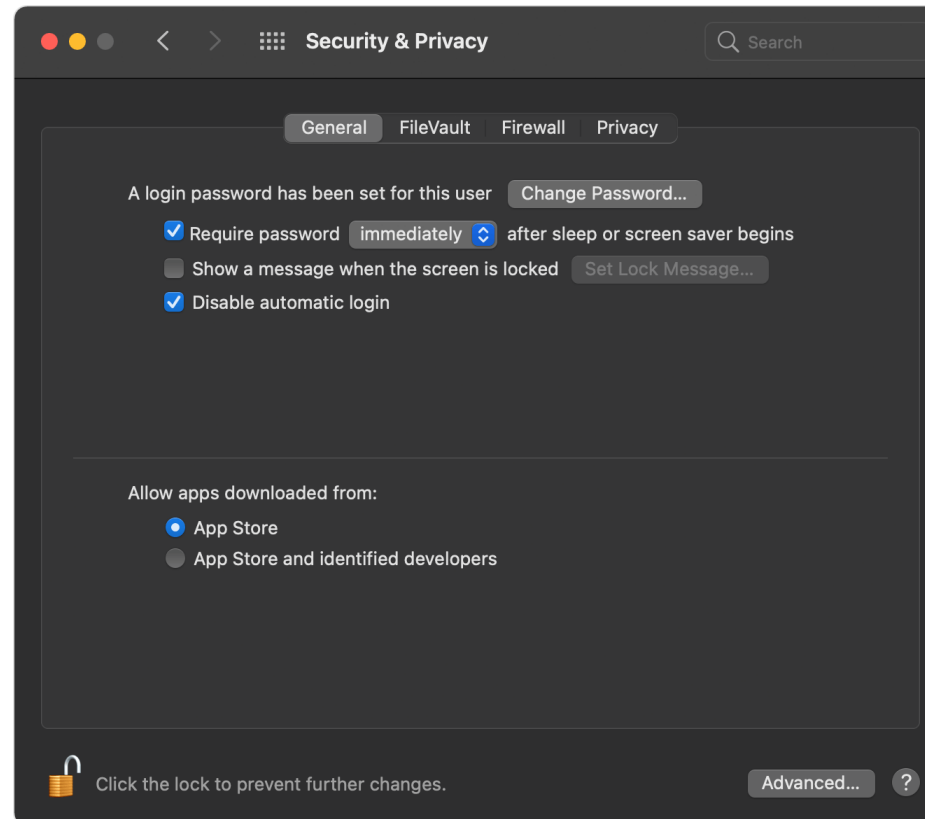 Security & Privacy
Search
General FileVault Firewall Privacy
A login password has been set for this user Change Password...
Require password immediately after sleep or screen saver begins
Show a message when the screen is locked Set Lock Message...
Disable automatic login
Allow apps downloaded from:
App Store
App Store and identified developers
Click the lock to prevent further changes. Advanced... ?